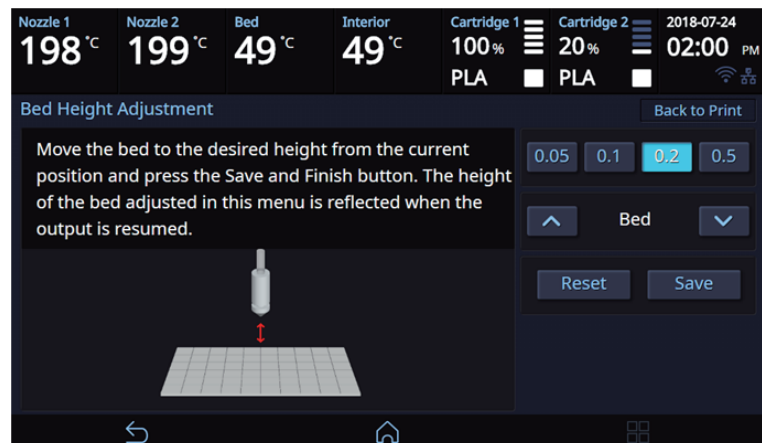 Nozzle 1
198 °C
Nozzle 2
199 °C
Bed
49 °C
Interior
49 °C
Cartridge 1
100 %
PLA
Cartridge 2
20 %
PLA
2018-07-24
02:00 PM
Bed Height Adjustment
Back to Print
Move the bed to the desired height from the current
position and press the Save and Finish button. The height
of the bed adjusted in this menu is reflected when the
output is resumed.
0.05 0.1 0.2 0.5
Bed
Reset Save